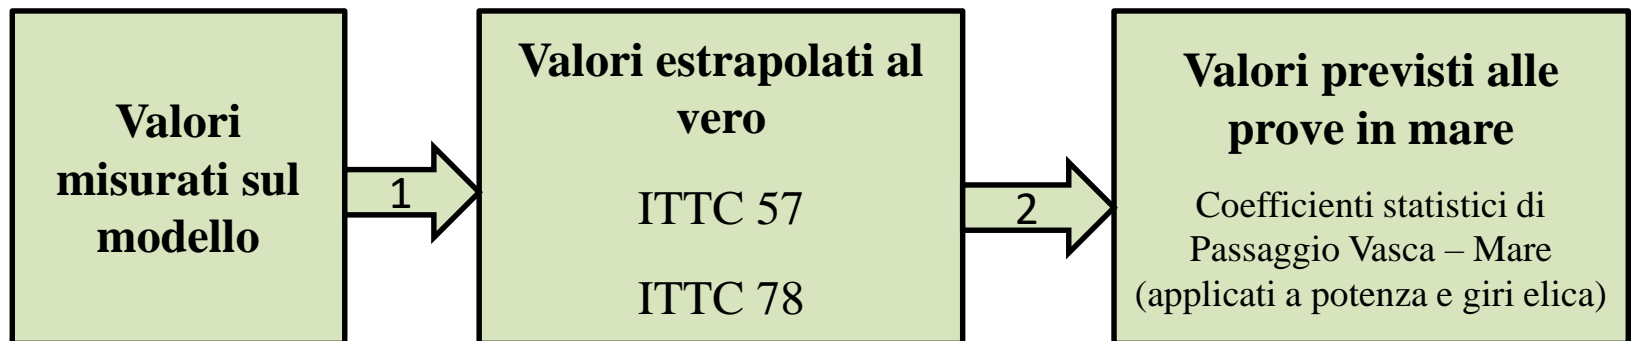 Valori
misurati sul
modello
1
Valori estrapolati al
vero
ITTC 57
ITTC 78
2
Valori previsti alle
prove in mare
Coefficienti statistici di
Passaggio Vasca – Mare
(applicati a potenza e giri elica)